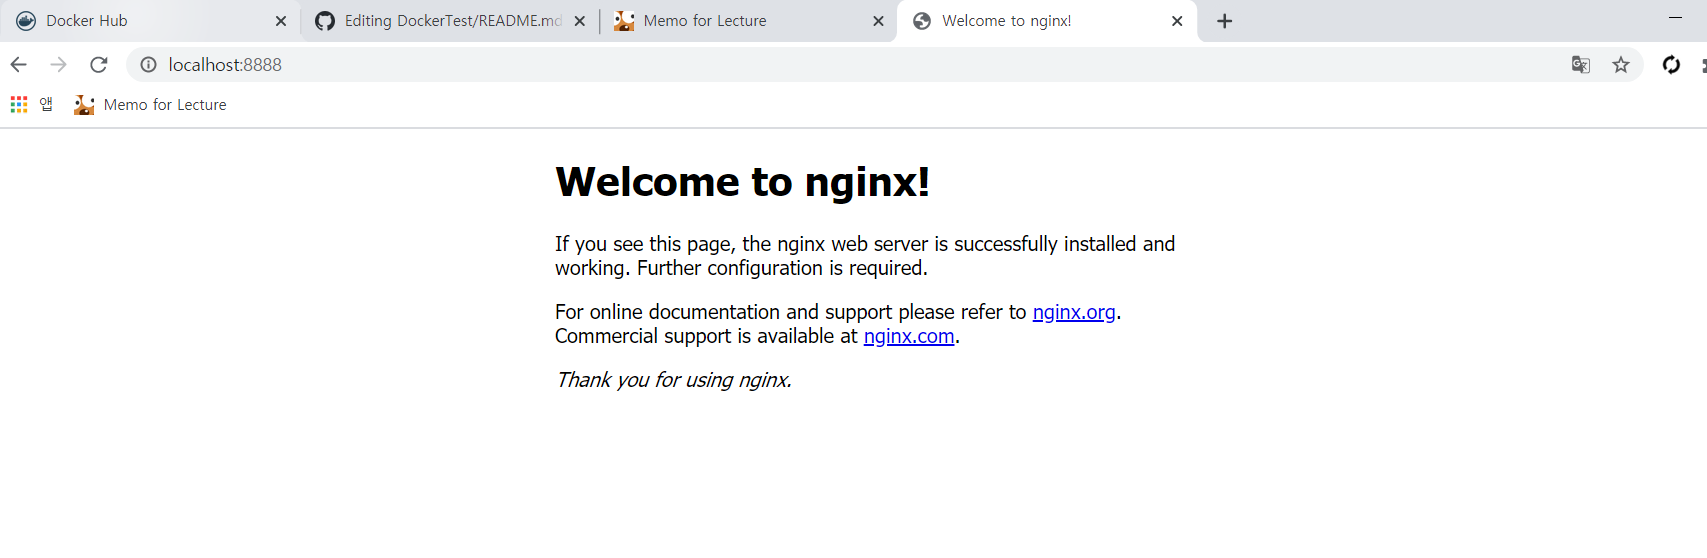 Docker Hub
Editing DockerTest/README.md
Memo for Lecture
Welcome to nginx!
localhost:8888
앱
Memo for Lecture
Welcome to nginx!
If you see this page, the nginx web server is successfully installed and
working. Further configuration is required.
For online documentation and support please refer to nginx.org.
Commercial support is available at nginx.com.
Thank you for using nginx.